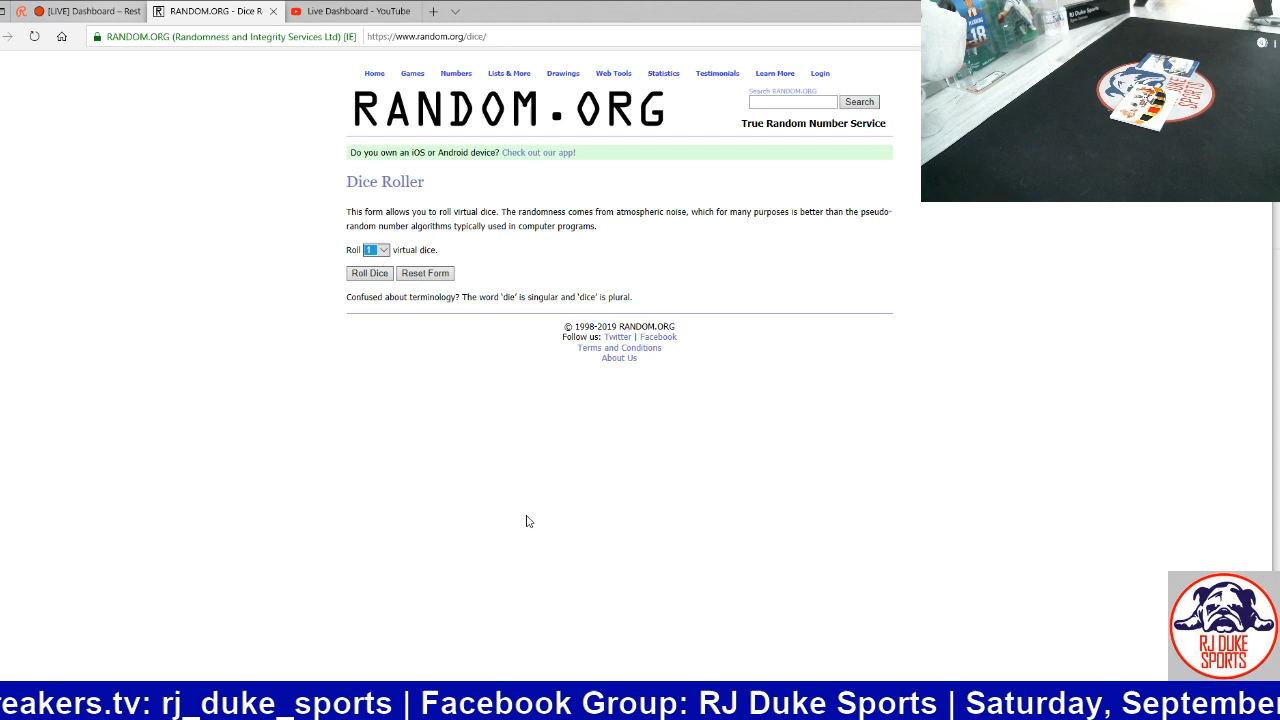 [LIVE] Dashboard – Rest
RANDOM.ORG - Dice R
Live Dashboard - YouTube
RANDOM.ORG (Randomness and Integrity Services Ltd) [IE]
https://www.random.org/dice/
Home Games Numbers Lists & More Drawings Web Tools Statistics Testimonials Learn More Login
RANDOM.ORG
Search RANDOM.ORG
Search
True Random Number Service
Do you own an iOS or Android device? Check out our app!
Dice Roller
This form allows you to roll virtual dice. The randomness comes from atmospheric noise, which for many purposes is better than the pseudo-
random number algorithms typically used in computer programs.
Roll 1 virtual dice.
Roll Dice Reset Form
Confused about terminology? The word 'die' is singular and 'dice' is plural.
© 1998-2019 RANDOM.ORG
Follow us: Twitter | Facebook
Terms and Conditions
About Us
18
RJ Duke Sports
DUKE
SPORTS
RJ DUKE
SPORTS
reakers.tv: rj_duke_sports | Facebook Group: RJ Duke Sports | Saturday, September